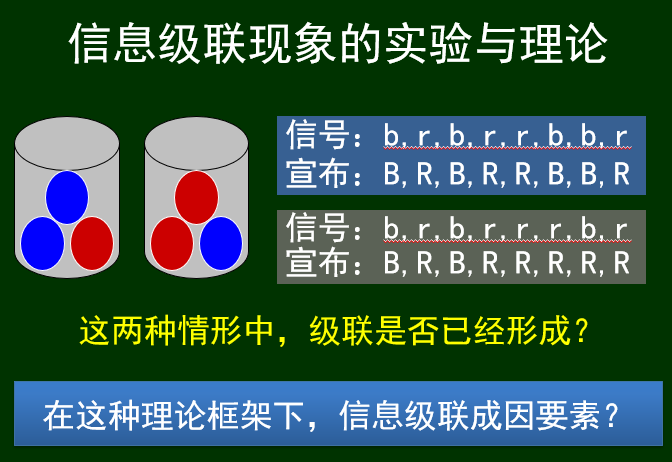 信息级联现象的实验与理论
信号：b,r,b,r,r,b,b,r
宣布：B,R,B,R,R,B,B,R
信号：b,r,b,r,r,r,b,r
宣布：B,R,B,R,R,R,R,R
这两种情形中，级联是否已经形成？
在这种理论框架下，信息级联成因要素？